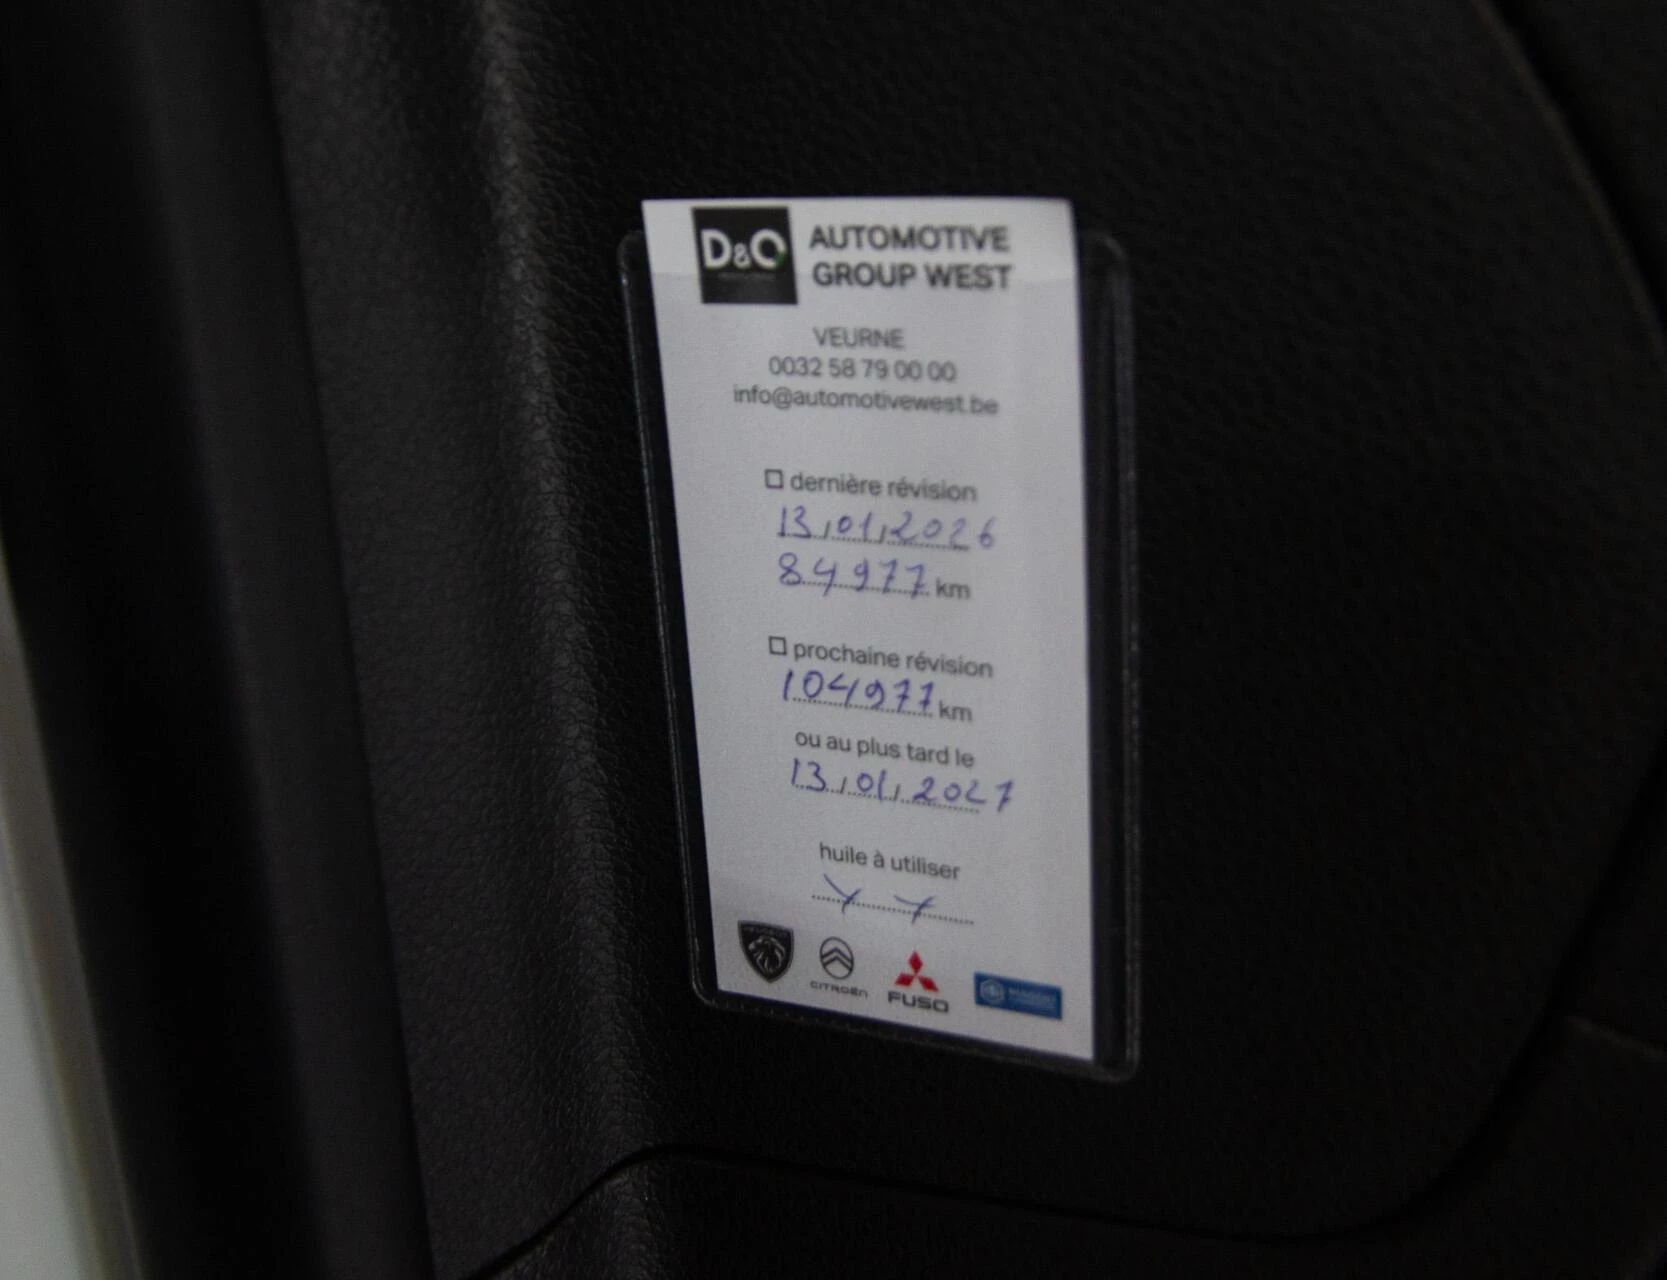 D&O
AUTOMOTIVE
GROUP WEST
VEURNE
0032 58 79 00 00
info@automotivewest.be
dernière révision
13/01/2026
84977 km
prochaine révision
104977 km
ou au plus tard le
13/01/2027
huile à utiliser
CITROËN
FUSO